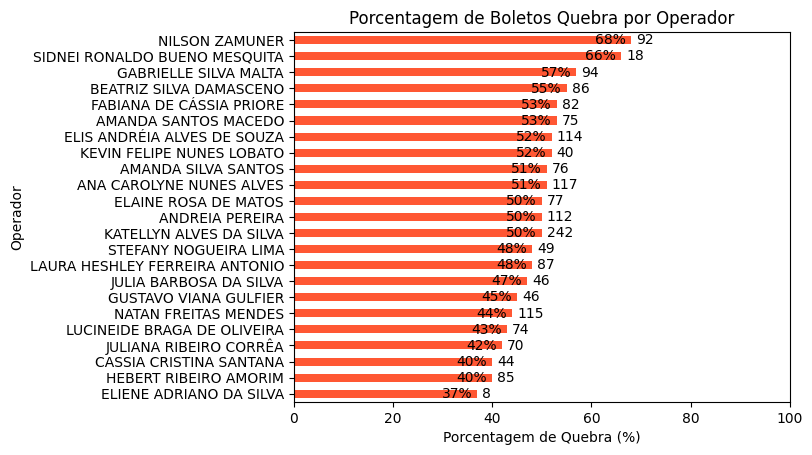 Porcentagem de Boletos Quebra por Operador
Operador
NILSON ZAMUNER 68% 92
SIDNEI RONALDO BUENO MESQUITA 66% 18
GABRIELLE SILVA MALTA 57% 94
BEATRIZ SILVA DAMASCENO 55% 86
FABIANA DE CÁSSIA PRIORE 53% 82
AMANDA SANTOS MACEDO 53% 75
ELIS ANDRÉIA ALVES DE SOUZA 52% 114
KEVIN FELIPE NUNES LOBATO 52% 40
AMANDA SILVA SANTOS 51% 76
ANA CAROLYNE NUNES ALVES 51% 117
ELAINE ROSA DE MATOS 50% 77
ANDREIA PEREIRA 50% 112
KATELLYN ALVES DA SILVA 50% 242
STEFANY NOGUEIRA LIMA 48% 49
LAURA HESHLEY FERREIRA ANTONIO 48% 87
JULIA BARBOSA DA SILVA 47% 46
GUSTAVO VIANA GULFIER 45% 46
NATAN FREITAS MENDES 44% 115
LUCINEIDE BRAGA DE OLIVEIRA 43% 74
JULIANA RIBEIRO CORRÊA 42% 70
CASSIA CRISTINA SANTANA 40% 44
HEBERT RIBEIRO AMORIM 40% 85
ELIENE ADRIANO DA SILVA 37% 8
0 20 40 60 80 100
Porcentagem de Quebra (%)